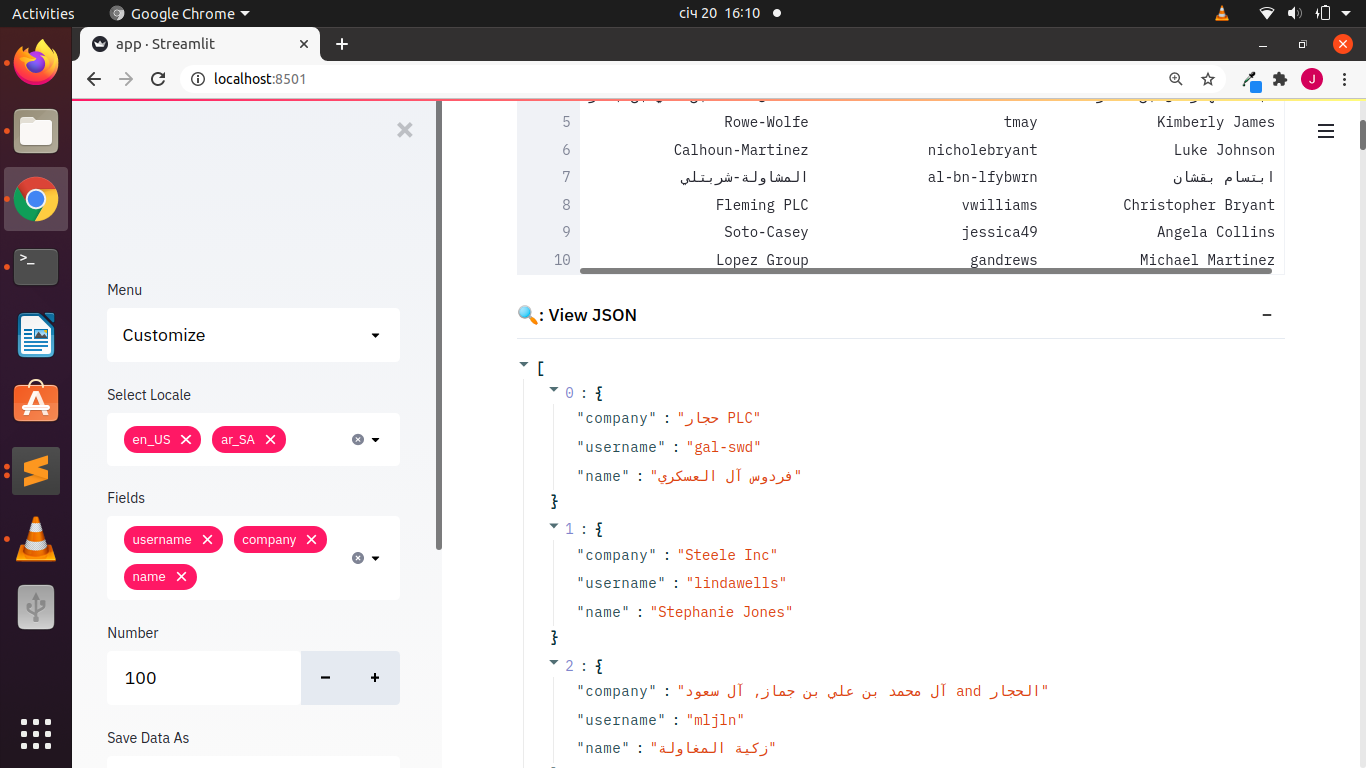 Activities
Google Chrome
січ 20 16:10
app · Streamlit
localhost:8501
J
Menu
Customize
Select Locale
en_US
ar_SA
Fields
username
company
name
Number
100
Save Data As
5 Rowe-Wolfe tmay Kimberly James
6 Calhoun-Martinez nicholebryant Luke Johnson
7 المشاولة-شربتلي al-bn-lfybwrn ابتسام بقشان
8 Fleming PLC vwilliams Christopher Bryant
9 Soto-Casey jessica49 Angela Collins
10 Lopez Group gandrews Michael Martinez
: View JSON
[
0 : {
"company" : "حجار PLC"
"username" : "gal-swd"
"name" : "فردوس آل العسكري"
}
1 : {
"company" : "Steele Inc"
"username" : "lindawells"
"name" : "Stephanie Jones"
}
2 : {
"company" : "آل محمد بن علي بن جماز, آل سعود and الحجار"
"username" : "mljln"
"name" : "زكية المغاولة"